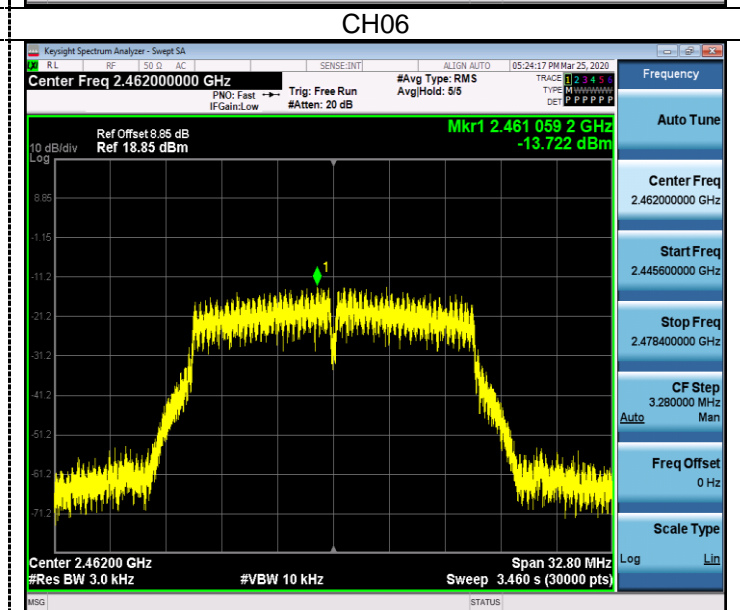 CH06
Keysight Spectrum Analyzer - Swept SA
LXI RL RF 50 Ω AC SENSE:INT ALIGN AUTO 05:24:17 PM Mar 25, 2020
Center Freq 2.462000000 GHz
PNO: Fast
IFGain:Low
Trig: Free Run
#Atten: 20 dB
#Avg Type: RMS
Avg|Hold: 5/5
TRACE 1 2 3 4 5 6
TYPE M W W W W W
DET P P P P P P
Frequency
Auto Tune
Center Freq
2.462000000 GHz
Start Freq
2.445600000 GHz
Stop Freq
2.478400000 GHz
CF Step
3.280000 MHz
Auto Man
Freq Offset
0 Hz
Scale Type
Log Lin
Ref Offset 8.85 dB
10 dB/div Ref 18.85 dBm
Log
Mkr1 2.461 059 2 GHz
-13.722 dBm
8.85
-1.15
-11.2
-21.2
-31.2
-41.2
-51.2
-61.2
-71.2
1
Center 2.46200 GHz Span 32.80 MHz
#Res BW 3.0 kHz #VBW 10 kHz Sweep 3.460 s (30000 pts)
MSG STATUS